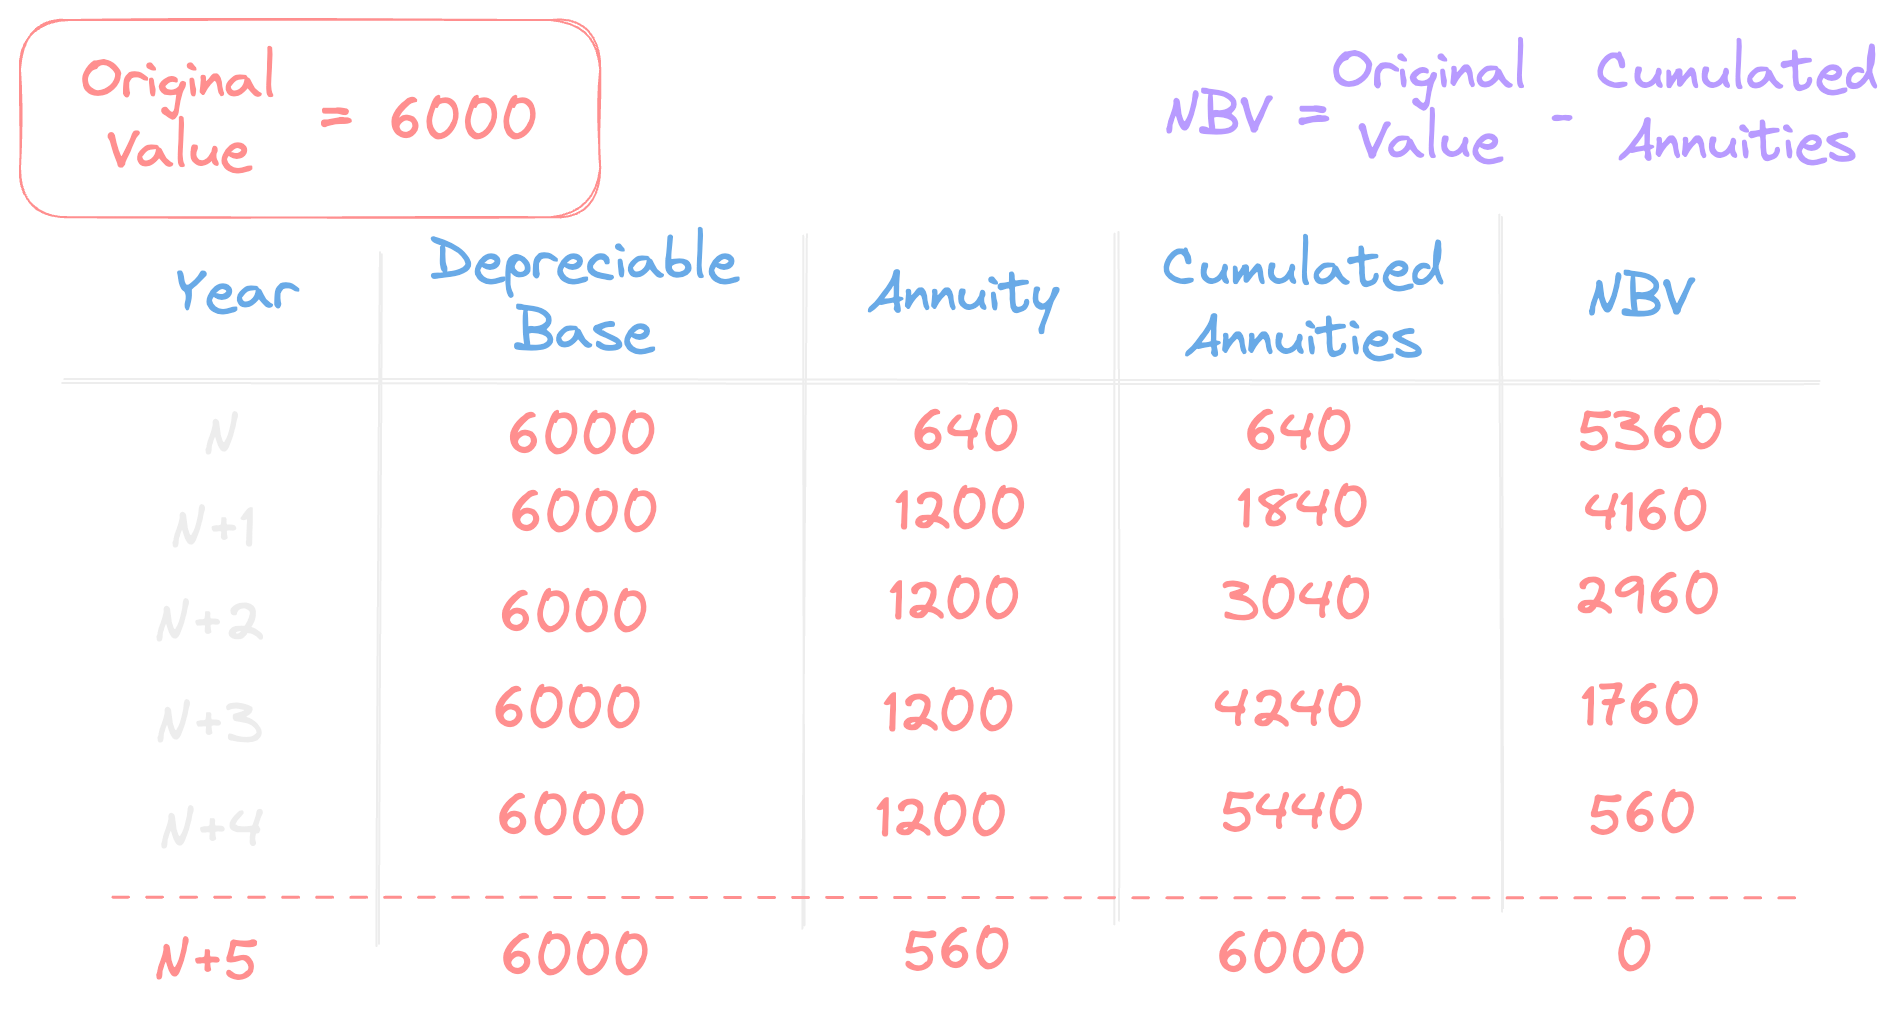 Original
Value
= 6000
NBV = Original Value - Cumulated Annuities
Year
Depreciable
Base
Annuity
Cumulated
Annuities
NBV
N 6000 640 640 5360
N+1 6000 1200 1840 4160
N+2 6000 1200 3040 2960
N+3 6000 1200 4240 1760
N+4 6000 1200 5440 560
N+5 6000 560 6000 0